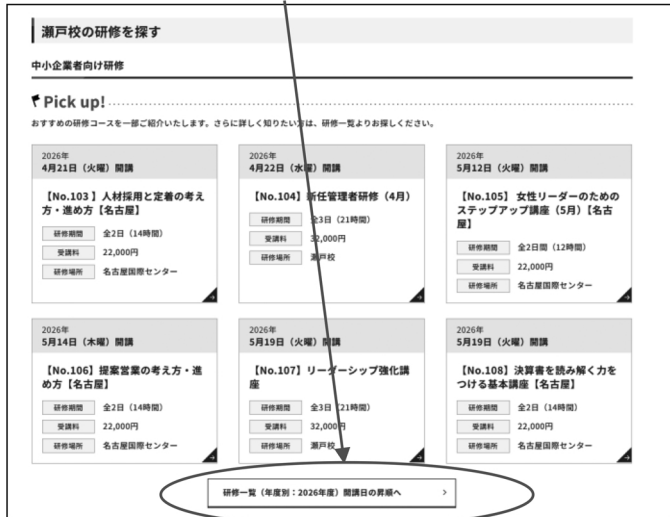 瀬戸校の研修を探す
中小企業者向け研修
Pick up!
おすすめの研修コースを一部ご紹介いたします。さらに詳しく知りたい方は、研修一覧よりお探しください。
2026年
4月21日（火曜）開講
【No.103 】人材採用と定着の考え
方・進め方【名古屋】
研修期間 全2日（14時間）
受講料 22,000円
研修場所 名古屋国際センター
2026年
4月22日（水曜）開講
【No.104】新任管理者研修（4月）
研修期間 全3日（21時間）
受講料 32,000円
研修場所 瀬戸校
2026年
5月12日（火曜）開講
【No.105】 女性リーダーのための
ステップアップ講座（5月）【名古
屋】
研修期間 全2日間（12時間）
受講料 22,000円
研修場所 名古屋国際センター
2026年
5月14日（木曜）開講
【No.106】提案営業の考え方・進
め方【名古屋】
研修期間 全2日（14時間）
受講料 22,000円
研修場所 名古屋国際センター
2026年
5月19日（火曜）開講
【No.107】リーダーシップ強化講
座
研修期間 全3日（21時間）
受講料 32,000円
研修場所 瀬戸校
2026年
5月19日（火曜）開講
【No.108】決算書を読み解く力を
つける基本講座【名古屋】
研修期間 全2日（14時間）
受講料 22,000円
研修場所 名古屋国際センター
研修一覧（年度別：2026年度）開講日の昇順へ